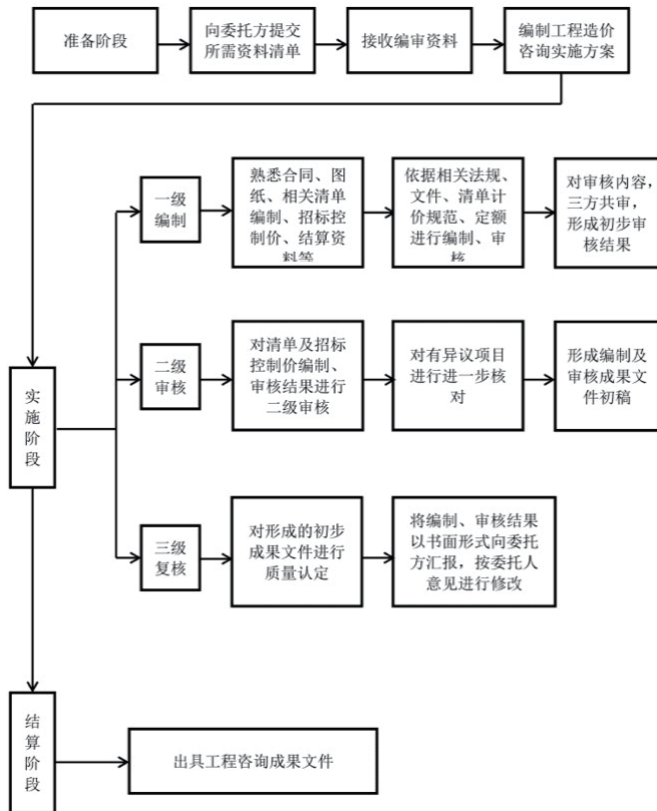 准备阶段
向委托方提交
所需资料清单
接收编审资料
编制工程造价
咨询实施方案
一级
编制
熟悉合同、图
纸、相关清单
编制、招标控
制价、结算资
料等
依据相关法规、
文件、清单计
价规范、定额
进行编制、审
核
对审核内容，
三方共审，
形成初步审
核结果
实
施
阶
段
二级
审核
对清单及招标
控制价编制、
审核结果进行
二级审核
对有异议项目
进行进一步核
对
形成编制及
审核成果文
件初稿
三级
复核
对形成的初步
成果文件进行
质量认定
将编制、审核结果
以书面形式向委托
方汇报，按委托人
意见进行修改
结
算
阶
段
出具工程咨询成果文件